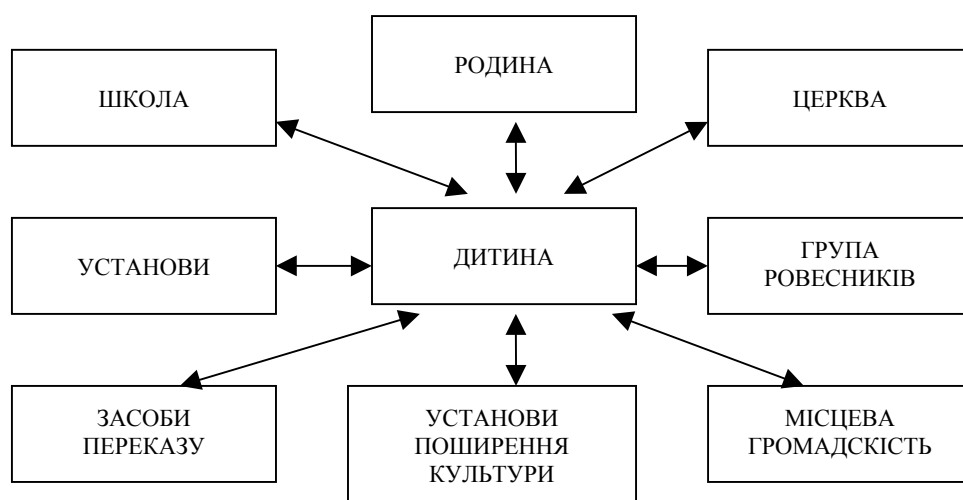 РОДИНА
ШКОЛА
ЦЕРКВА
УСТАНОВИ
ДИТИНА
ГРУПА
РОВЕСНИКІВ
ЗАСОБИ
ПЕРЕКАЗУ
УСТАНОВИ
ПОШИРЕННЯ
КУЛЬТУРИ
МІСЦЕВА
ГРОМАДСКІСТЬ